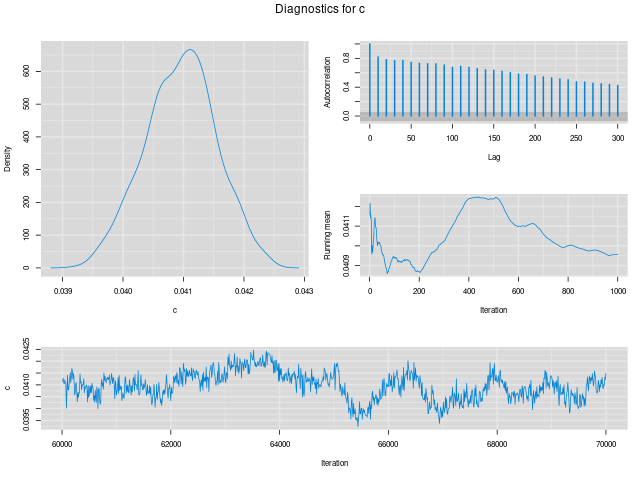 Diagnostics for c
Density
0 100 200 300 400 500 600
0.039 0.040 0.041 0.042 0.043
c
Autocorrelation
0.0 0.4 0.8
0 50 100 150 200 250 300
Lag
Running mean
0.0409 0.0411
0 200 400 600 800 1000
Iteration
c
0.0395 0.0410 0.0425
60000 62000 64000 66000 68000 70000
Iteration